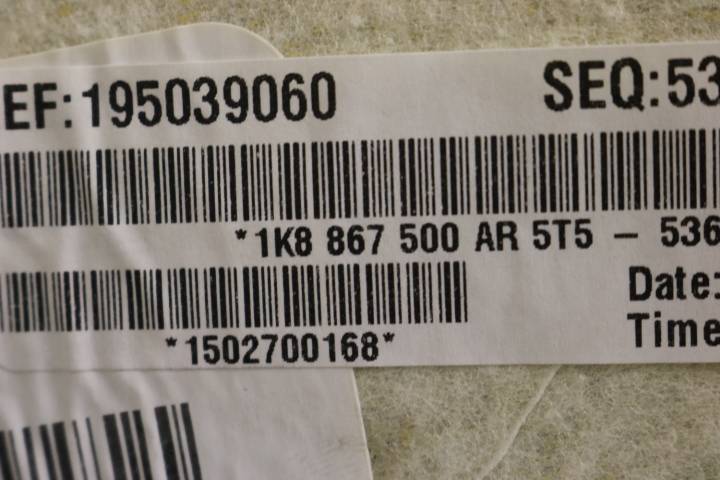 EF:195039060 SEQ:53
*1K8 867 500 AR 5T5 – 536
Date:
*1502700168* Time